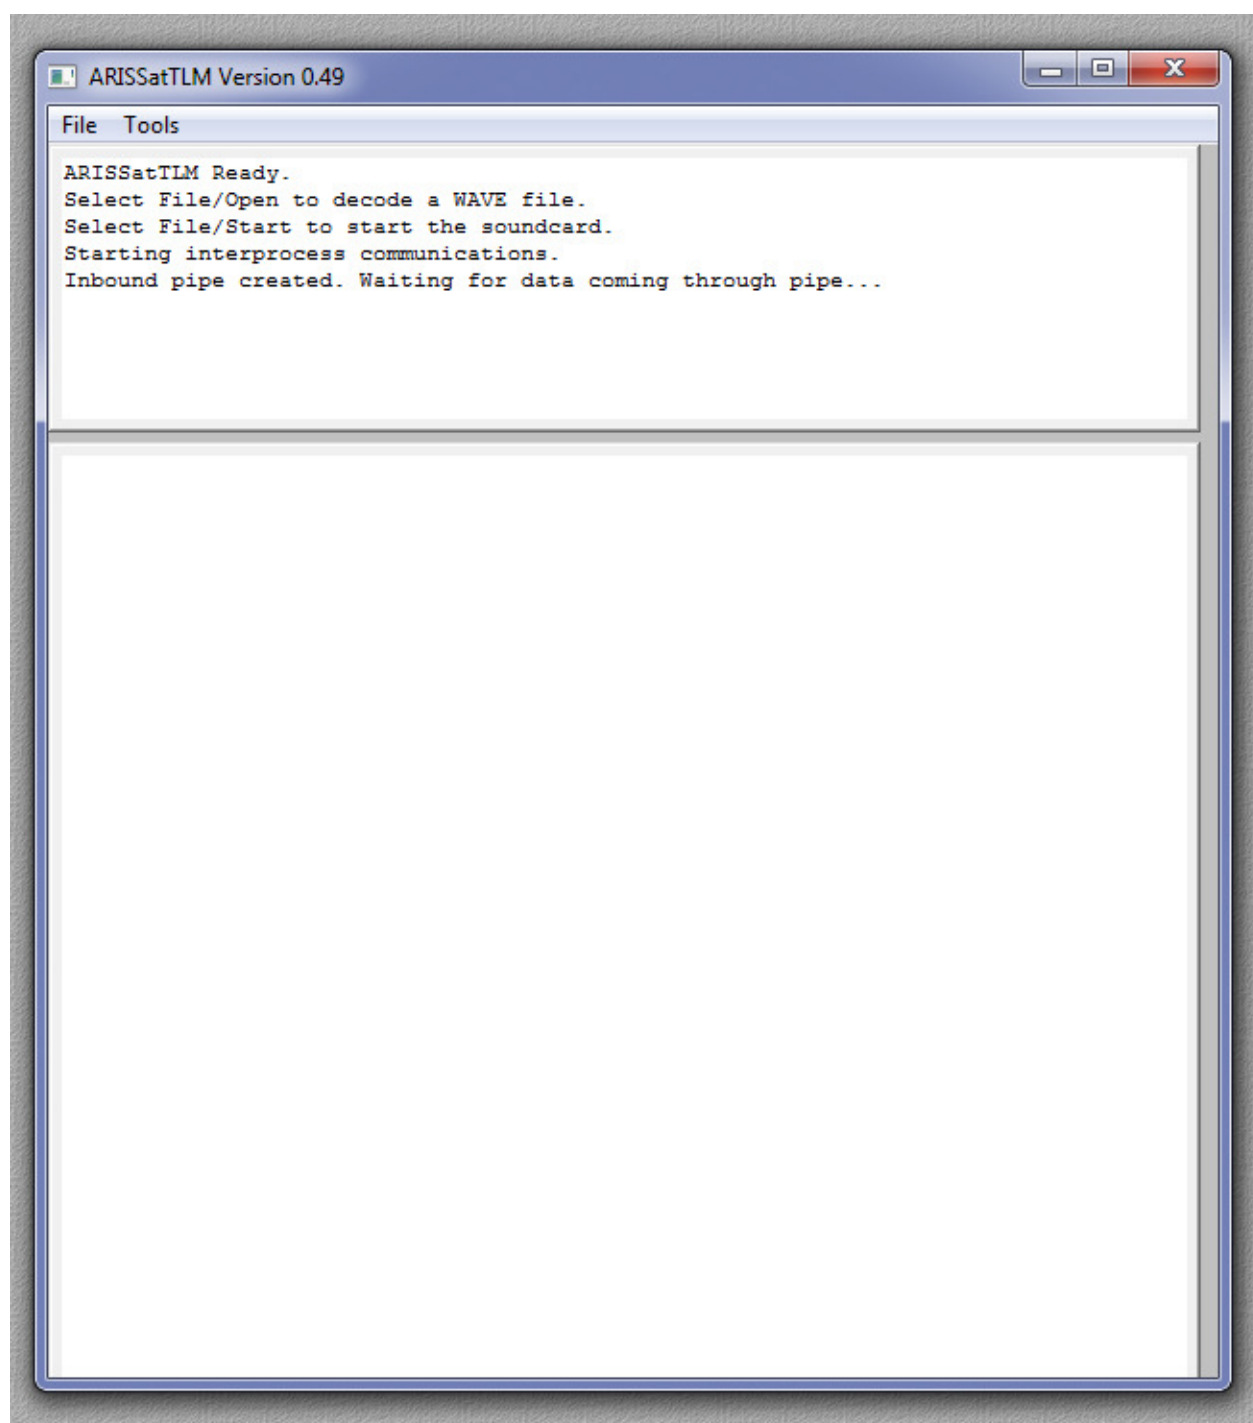 ARISSatTLM Version 0.49
File Tools
ARISSatTLM Ready.
Select File/Open to decode a WAVE file.
Select File/Start to start the soundcard.
Starting interprocess communications.
Inbound pipe created. Waiting for data coming through pipe...